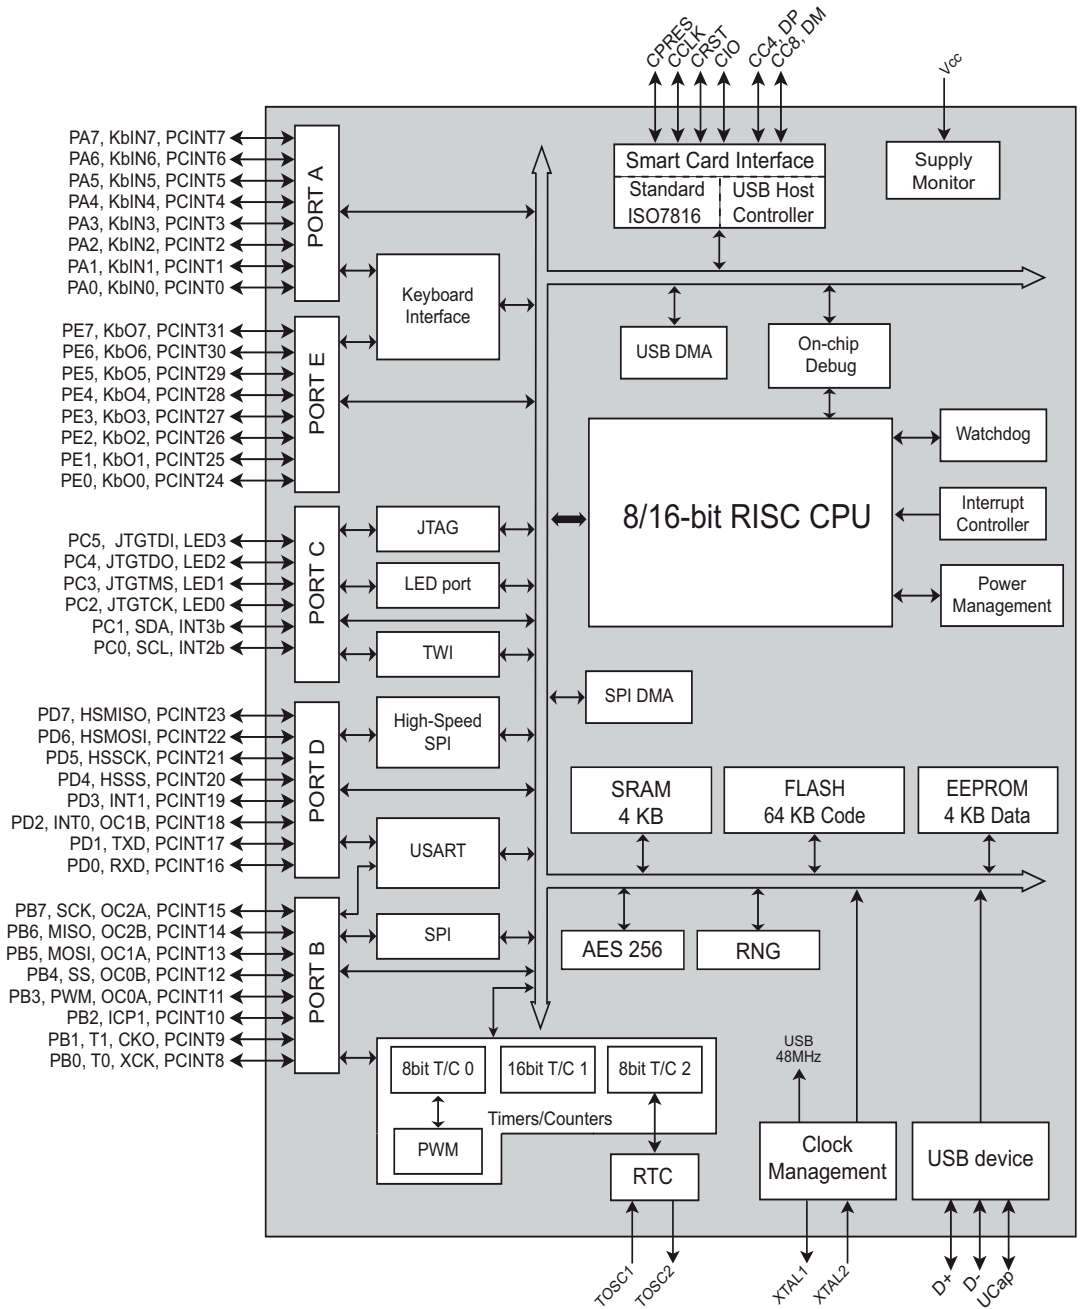 CPRES
CCLK
CRST
CIO
CC4, DP
CC8, DM
Vcc
PA7, KbIN7, PCINT7
PA6, KbIN6, PCINT6
PA5, KbIN5, PCINT5
PA4, KbIN4, PCINT4
PA3, KbIN3, PCINT3
PA2, KbIN2, PCINT2
PA1, KbIN1, PCINT1
PA0, KbIN0, PCINT0
PORT A
Smart Card Interface
Standard
ISO7816
USB Host
Controller
Supply
Monitor
Keyboard
Interface
PE7, KbO7, PCINT31
PE6, KbO6, PCINT30
PE5, KbO5, PCINT29
PE4, KbO4, PCINT28
PE3, KbO3, PCINT27
PE2, KbO2, PCINT26
PE1, KbO1, PCINT25
PE0, KbO0, PCINT24
PORT E
USB DMA
On-chip
Debug
8/16-bit RISC CPU
Watchdog
Interrupt
Controller
Power
Management
PC5, JTGTDI, LED3
PC4, JTGTDO, LED2
PC3, JTGTMS, LED1
PC2, JTGTCK, LED0
PC1, SDA, INT3b
PC0, SCL, INT2b
PORT C
JTAG
LED port
TWI
SPI DMA
PD7, HSMISO, PCINT23
PD6, HSMOSI, PCINT22
PD5, HSSCK, PCINT21
PD4, HSSS, PCINT20
PD3, INT1, PCINT19
PD2, INT0, OC1B, PCINT18
PD1, TXD, PCINT17
PD0, RXD, PCINT16
PORT D
High-Speed
SPI
USART
SRAM
4 KB
FLASH
64 KB Code
EEPROM
4 KB Data
PB7, SCK, OC2A, PCINT15
PB6, MISO, OC2B, PCINT14
PB5, MOSI, OC1A, PCINT13
PB4, SS, OC0B, PCINT12
PB3, PWM, OC0A, PCINT11
PB2, ICP1, PCINT10
PB1, T1, CKO, PCINT9
PB0, T0, XCK, PCINT8
PORT B
SPI
AES 256
RNG
8bit T/C 0
16bit T/C 1
8bit T/C 2
Timers/Counters
PWM
RTC
USB
48MHz
Clock
Management
USB device
TOSC1
TOSC2
XTAL1
XTAL2
D+
D-
UCap